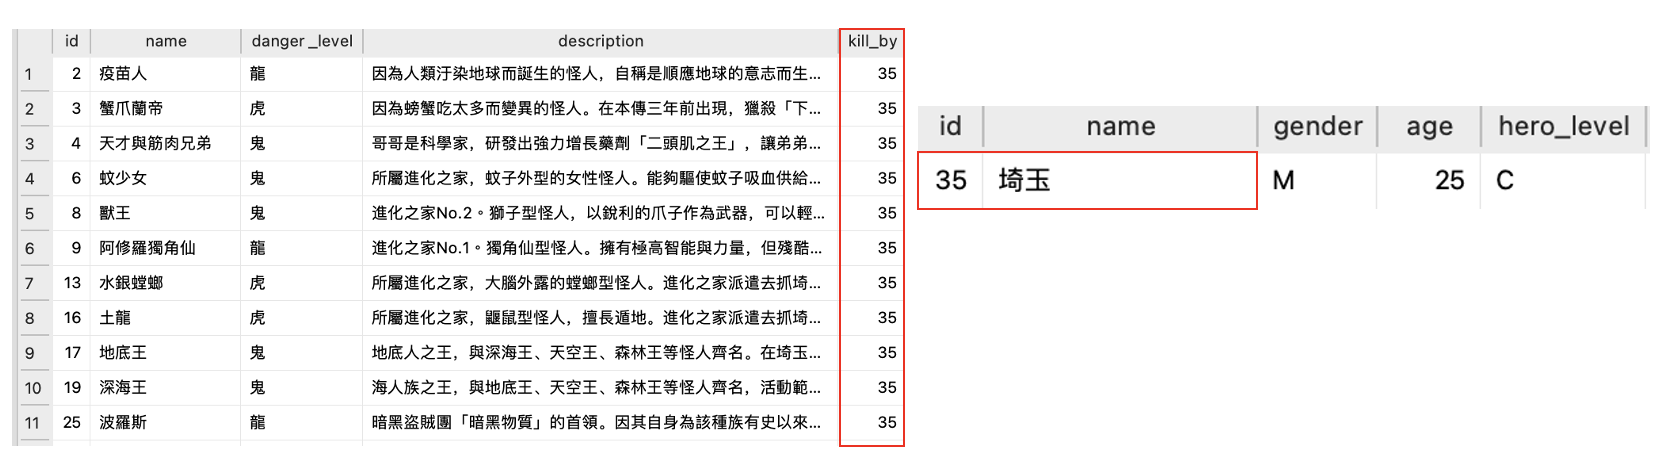 id name danger_level description kill_by
1 2 疫苗人 龍 因為人類汙染地球而誕生的怪人，自稱是順應地球的意志而生... 35
2 3 蟹爪蘭帝 虎 因為螃蟹吃太多而變異的怪人。在本傳三年前出現，獵殺「下... 35
3 4 天才與筋肉兄弟 鬼 哥哥是科學家，研發出強力增長藥劑「二頭肌之王」，讓弟弟... 35
4 6 蚊少女 鬼 所屬進化之家，蚊子外型的女性怪人。能夠驅使蚊子吸血供給... 35
5 8 獸王 鬼 進化之家No.2。獅子型怪人，以銳利的爪子作為武器，可以輕... 35
6 9 阿修羅獨角仙 龍 進化之家No.1。獨角仙型怪人。擁有極高智能與力量，但殘酷... 35
7 13 水銀螳螂 虎 所屬進化之家，大腦外露的螳螂型怪人。進化之家派遣去抓埼... 35
8 16 土龍 虎 所屬進化之家，鼴鼠型怪人，擅長遁地。進化之家派遣去抓埼... 35
9 17 地底王 鬼 地底人之王，與深海王、天空王、森林王等怪人齊名。在埼玉... 35
10 19 深海王 鬼 海人族之王，與地底王、天空王、森林王等怪人齊名，活動範... 35
11 25 波羅斯 龍 暗黑盜賊團「暗黑物質」的首領。因其自身為該種族有史以來... 35
id name gender age hero_level
35 埼玉 M 25 C